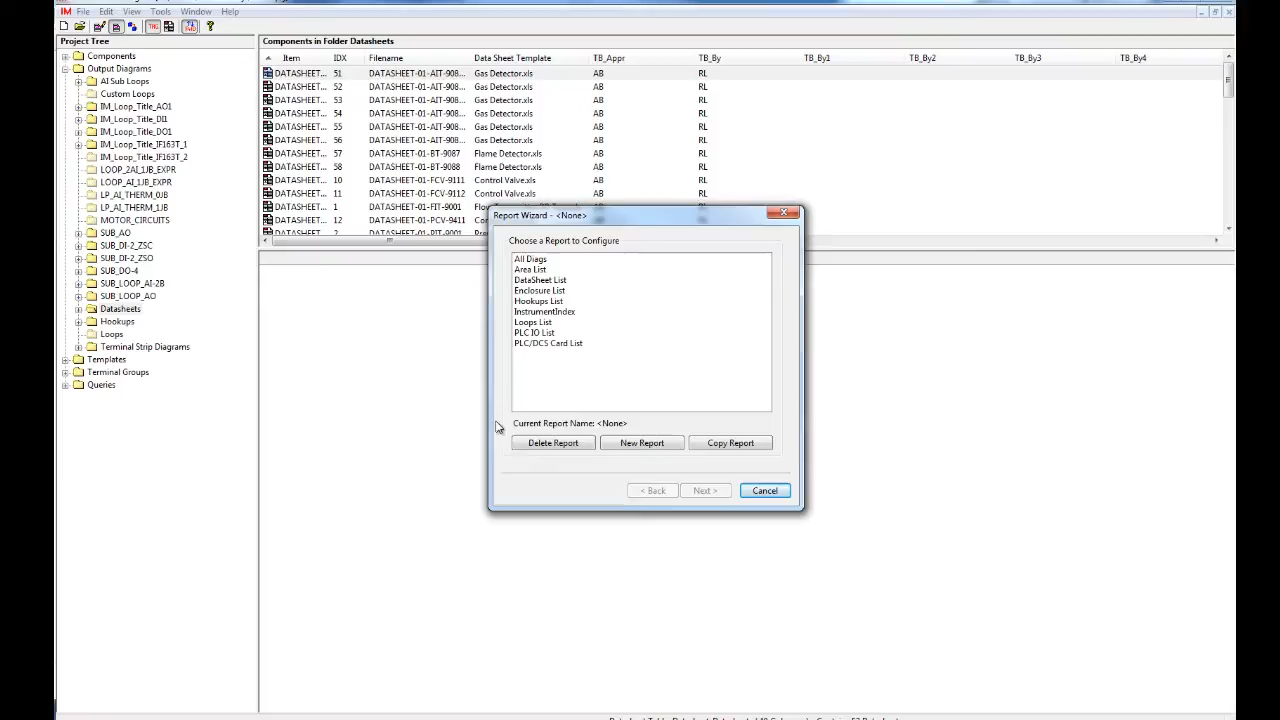 IM File Edit View Tools Window Help
Project Tree
Components
Output Diagrams
AI Sub Loops
Custom Loops
IM_Loop_Title_AO1
IM_Loop_Title_DI1
IM_Loop_Title_DO1
IM_Loop_Title_IF163T_1
IM_Loop_Title_IF163T_2
LOOP_2AI_1JB_EXPR
LOOP_AI_1JB_EXPR
LP_AI_THERM_0JB
LP_AI_THERM_1JB
MOTOR_CIRCUITS
SUB_AO
SUB_DI-2_ZSC
SUB_DI-2_ZSO
SUB_DO-4
SUB_LOOP_AI-2B
SUB_LOOP_AO
Datasheets
Hookups
Loops
Terminal Strip Diagrams
Templates
Terminal Groups
Queries
Components in Folder Datasheets
Item IDX Filename Data Sheet Template TB_Appr TB_By TB_By1 TB_By2 TB_By3 TB_By4
DATASHEET... 51 DATASHEET-01-AIT-908... Gas Detector.xls AB RL
DATASHEET... 52 DATASHEET-01-AIT-908... Gas Detector.xls AB RL
DATASHEET... 53 DATASHEET-01-AIT-908... Gas Detector.xls AB RL
DATASHEET... 54 DATASHEET-01-AIT-908... Gas Detector.xls AB RL
DATASHEET... 55 DATASHEET-01-AIT-908... Gas Detector.xls AB RL
DATASHEET... 56 DATASHEET-01-AIT-908... Gas Detector.xls AB RL
DATASHEET... 57 DATASHEET-01-BT-9087 Flame Detector.xls AB RL
DATASHEET... 58 DATASHEET-01-BT-9088 Flame Detector.xls AB RL
DATASHEET... 10 DATASHEET-01-FCV-9111 Control Valve.xls AB RL
DATASHEET... 11 DATASHEET-01-FCV-9112 Control Valve.xls AB RL
DATASHEET... 1 DATASHEET-01-FIT-9001
DATASHEET... 12 DATASHEET-01-PCV-9411
DATASHEET... 2 DATASHEET-01-PIT-9001
Report Wizard - <None>
Choose a Report to Configure
All Diags
Area List
DataSheet List
Enclosure List
Hookups List
InstrumentIndex
Loops List
PLC IO List
PLC/DCS Card List
Current Report Name: <None>
Delete Report New Report Copy Report
< Back Next > Cancel